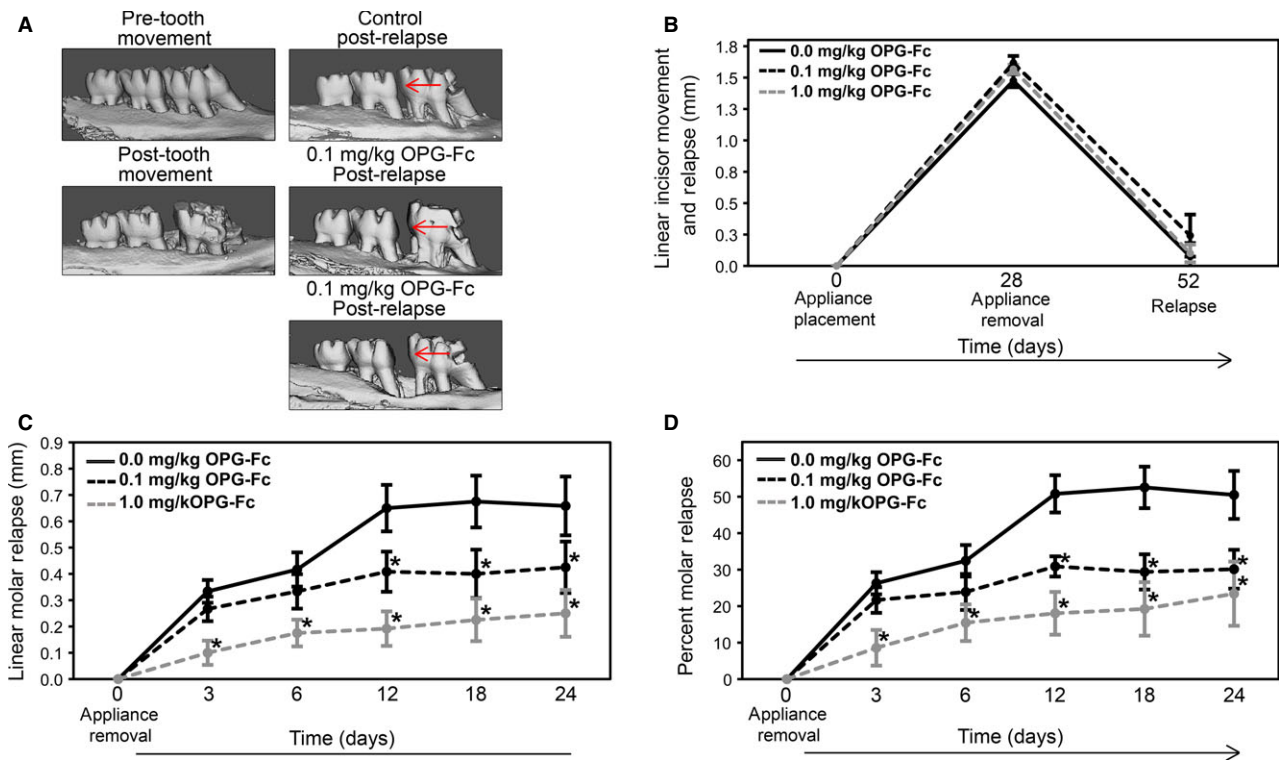 A
Pre-tooth
movement
Control
post-relapse
Post-tooth
movement
0.1 mg/kg OPG-Fc
Post-relapse
0.1 mg/kg OPG-Fc
Post-relapse
B
Linear incisor movement
and relapse (mm)
1.8
1.5
1.3
1.0
0.8
0.5
0.3
0.0
0.0 mg/kg OPG-Fc
0.1 mg/kg OPG-Fc
1.0 mg/kg OPG-Fc
0
28
52
Appliance
placement
Appliance
removal
Relapse
Time (days)
C
Linear molar relapse (mm)
0.9
0.8
0.7
0.6
0.5
0.4
0.3
0.2
0.1
0.0
0.0 mg/kg OPG-Fc
0.1 mg/kg OPG-Fc
1.0 mg/kOPG-Fc
* * *
* * * * *
0 3 6 12 18 24
Appliance
removal
Time (days)
D
Percent molar relapse
60
50
40
30
20
10
0
0.0 mg/kg OPG-Fc
0.1 mg/kg OPG-Fc
1.0 mg/kOPG-Fc
* * *
* * * * *
0 3 6 12 18 24
Appliance
removal
Time (days)